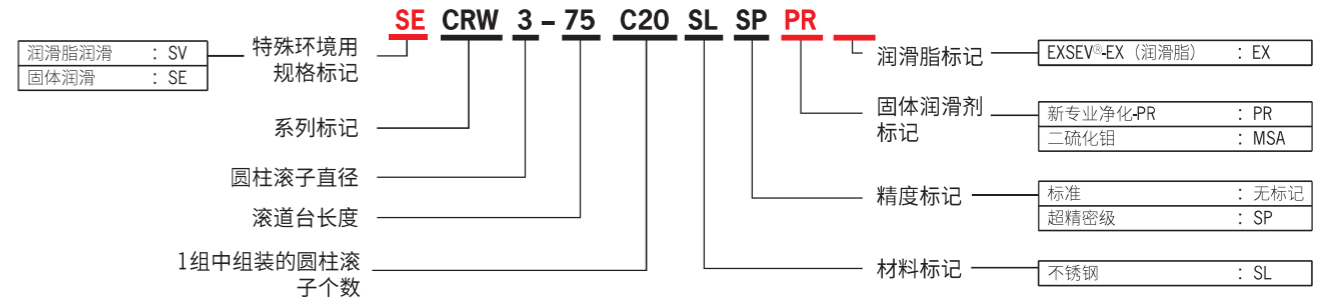 SE CRW 3 – 75 C20 SL SP PR
润滑脂润滑 : SV
固体润滑 : SE
特殊环境用
规格标记
系列标记
圆柱滚子直径
滚道台长度
1组中组装的圆柱滚
子个数
润滑脂标记
EXSEV®-EX（润滑脂） : EX
固体润滑剂
标记
新专业净化-PR : PR
二硫化钼 : MSA
精度标记
标准 : 无标记
超精密级 : SP
材料标记
不锈钢 : SL